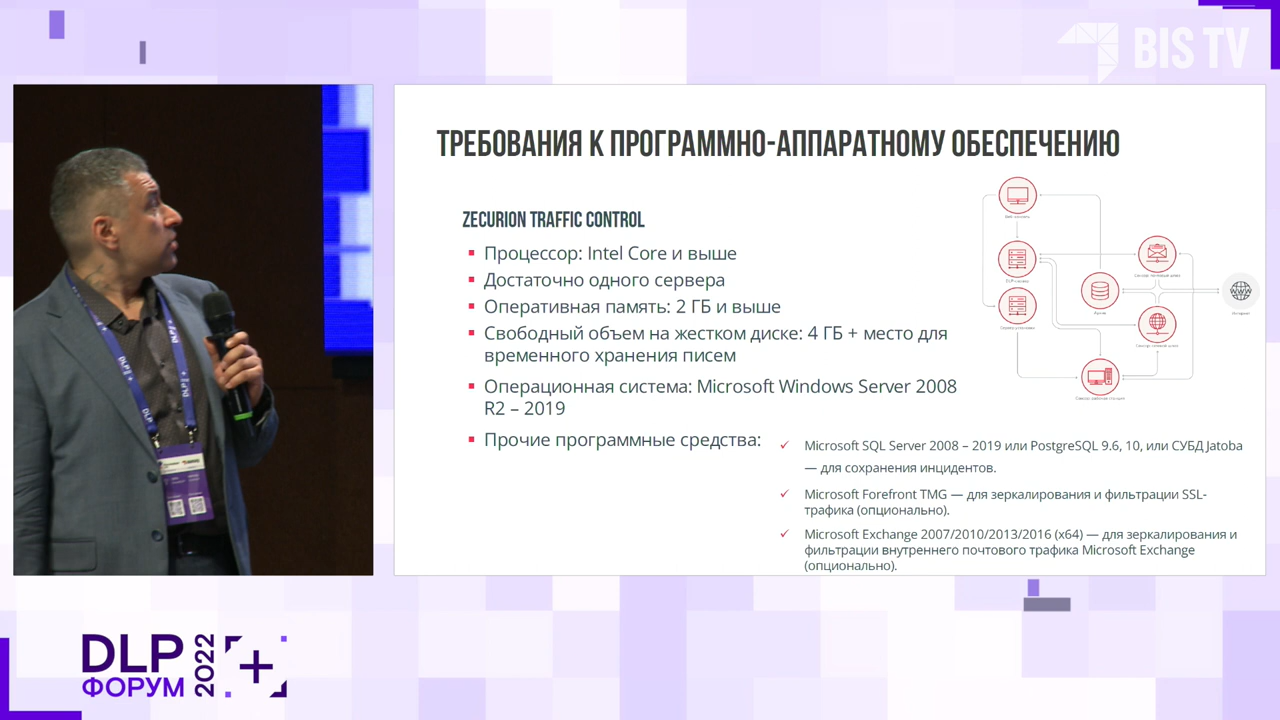 BIS TV
ТРЕБОВАНИЯ К ПРОГРАММНО-АППАРАТНОМУ ОБЕСПЕЧЕНИЮ
ZECURION TRAFFIC CONTROL
Процессор: Intel Core и выше
Достаточно одного сервера
Оперативная память: 2 ГБ и выше
Свободный объем на жестком диске: 4 ГБ + место для
временного хранения писем
Операционная система: Microsoft Windows Server 2008
R2 – 2019
Прочие программные средства:
Microsoft SQL Server 2008 – 2019 или PostgreSQL 9.6, 10, или СУБД Jatoba
— для сохранения инцидентов.
Microsoft Forefront TMG — для зеркалирования и фильтрации SSL-
трафика (опционально).
Microsoft Exchange 2007/2010/2013/2016 (x64) — для зеркалирования и
фильтрации внутреннего почтового трафика Microsoft Exchange
(опционально).
Интернет
DLP
DLP
DLP
DLP
ФОРУМ
2022